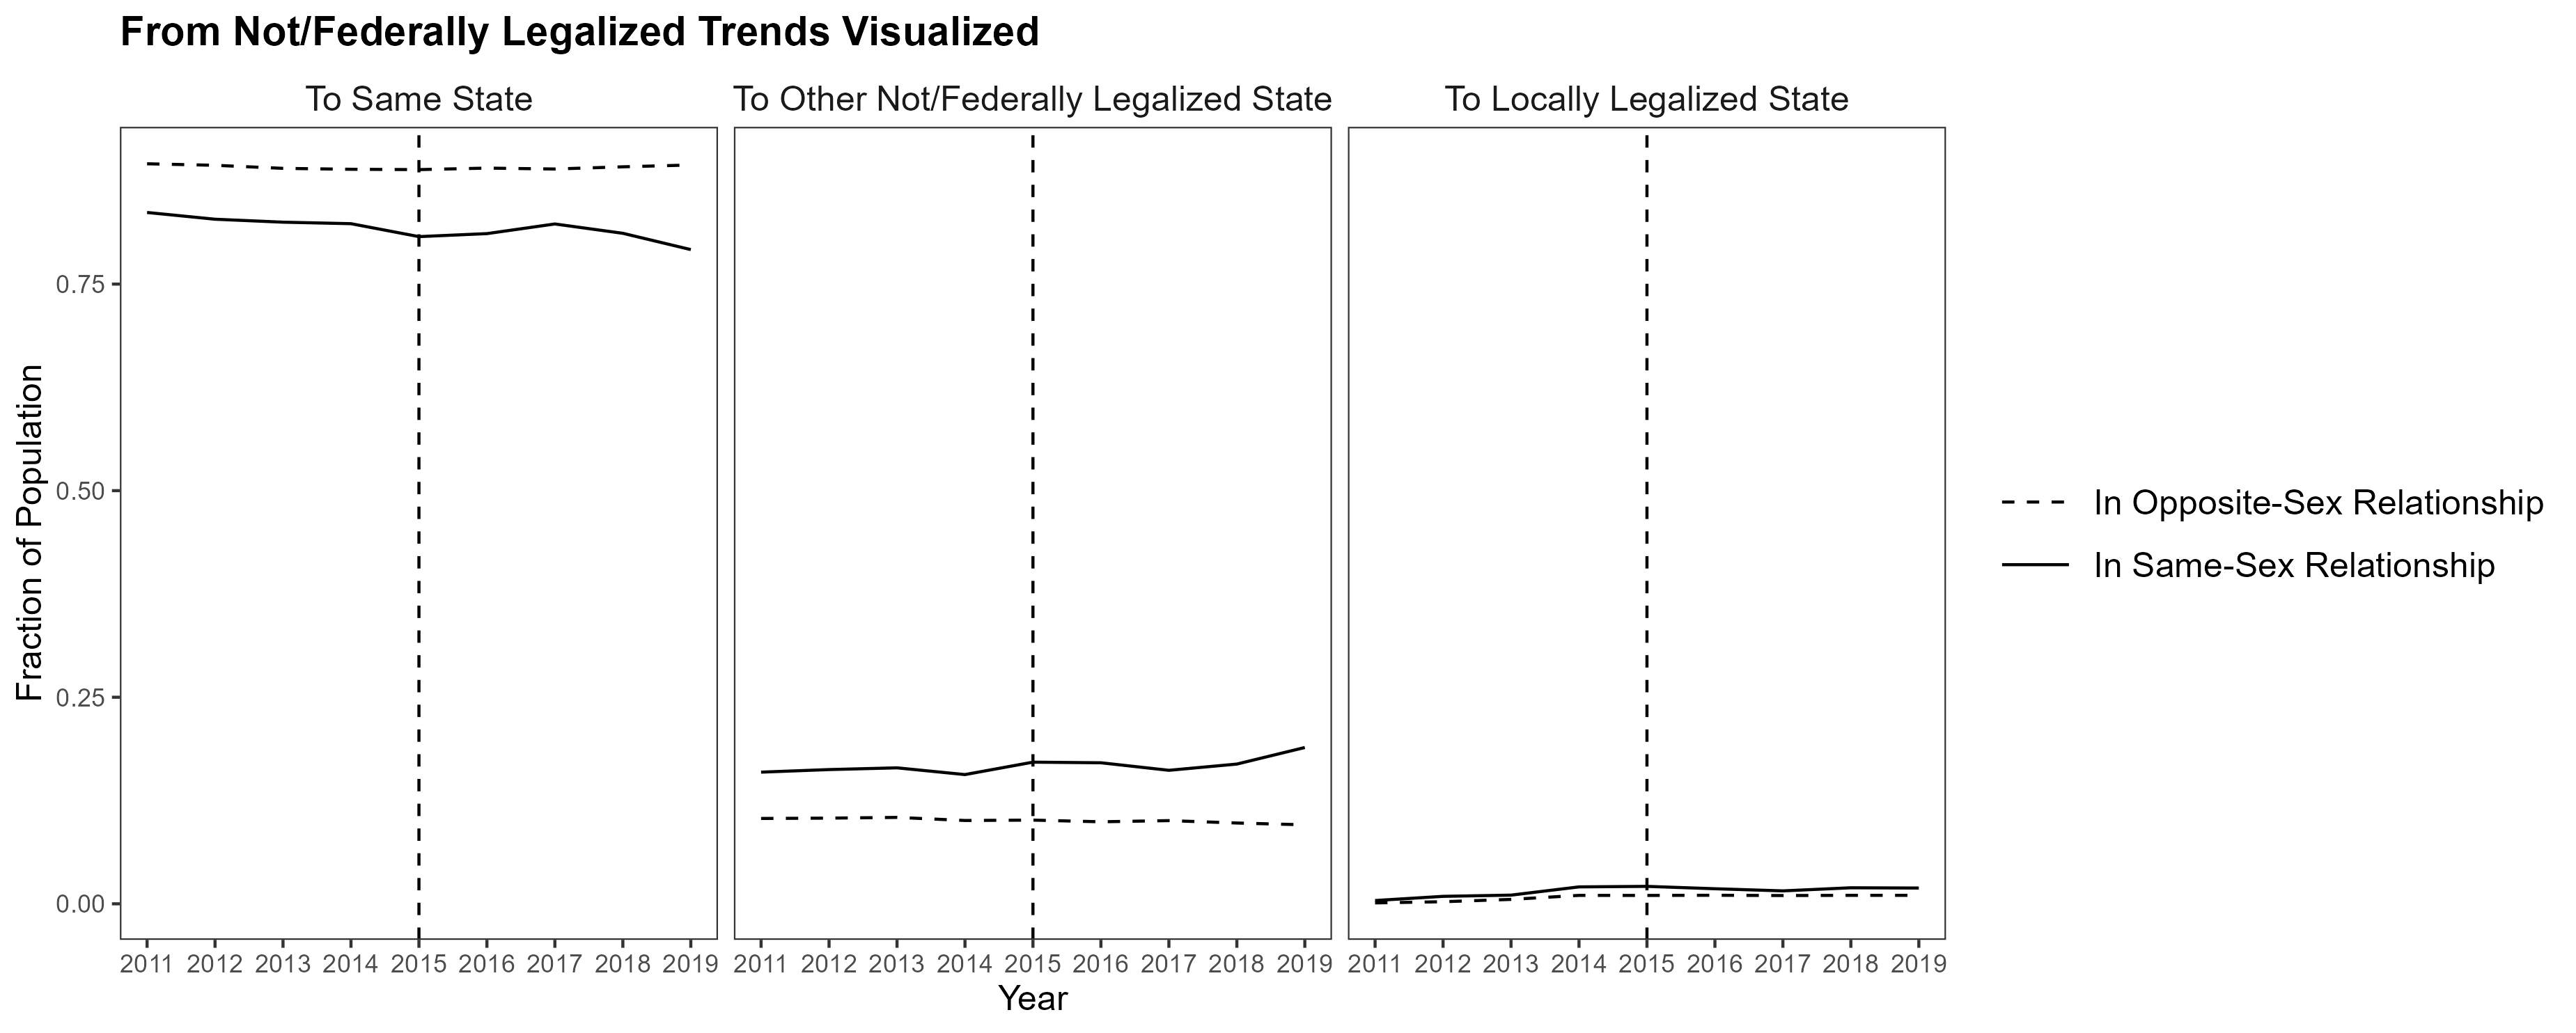 From Not/Federally Legalized Trends Visualized
To Same State
To Other Not/Federally Legalized State
To Locally Legalized State
Fraction of Population
0.75
0.50
0.25
0.00
2011 2012 2013 2014 2015 2016 2017 2018 2019
2011 2012 2013 2014 2015 2016 2017 2018 2019
2011 2012 2013 2014 2015 2016 2017 2018 2019
Year
In Opposite-Sex Relationship
In Same-Sex Relationship